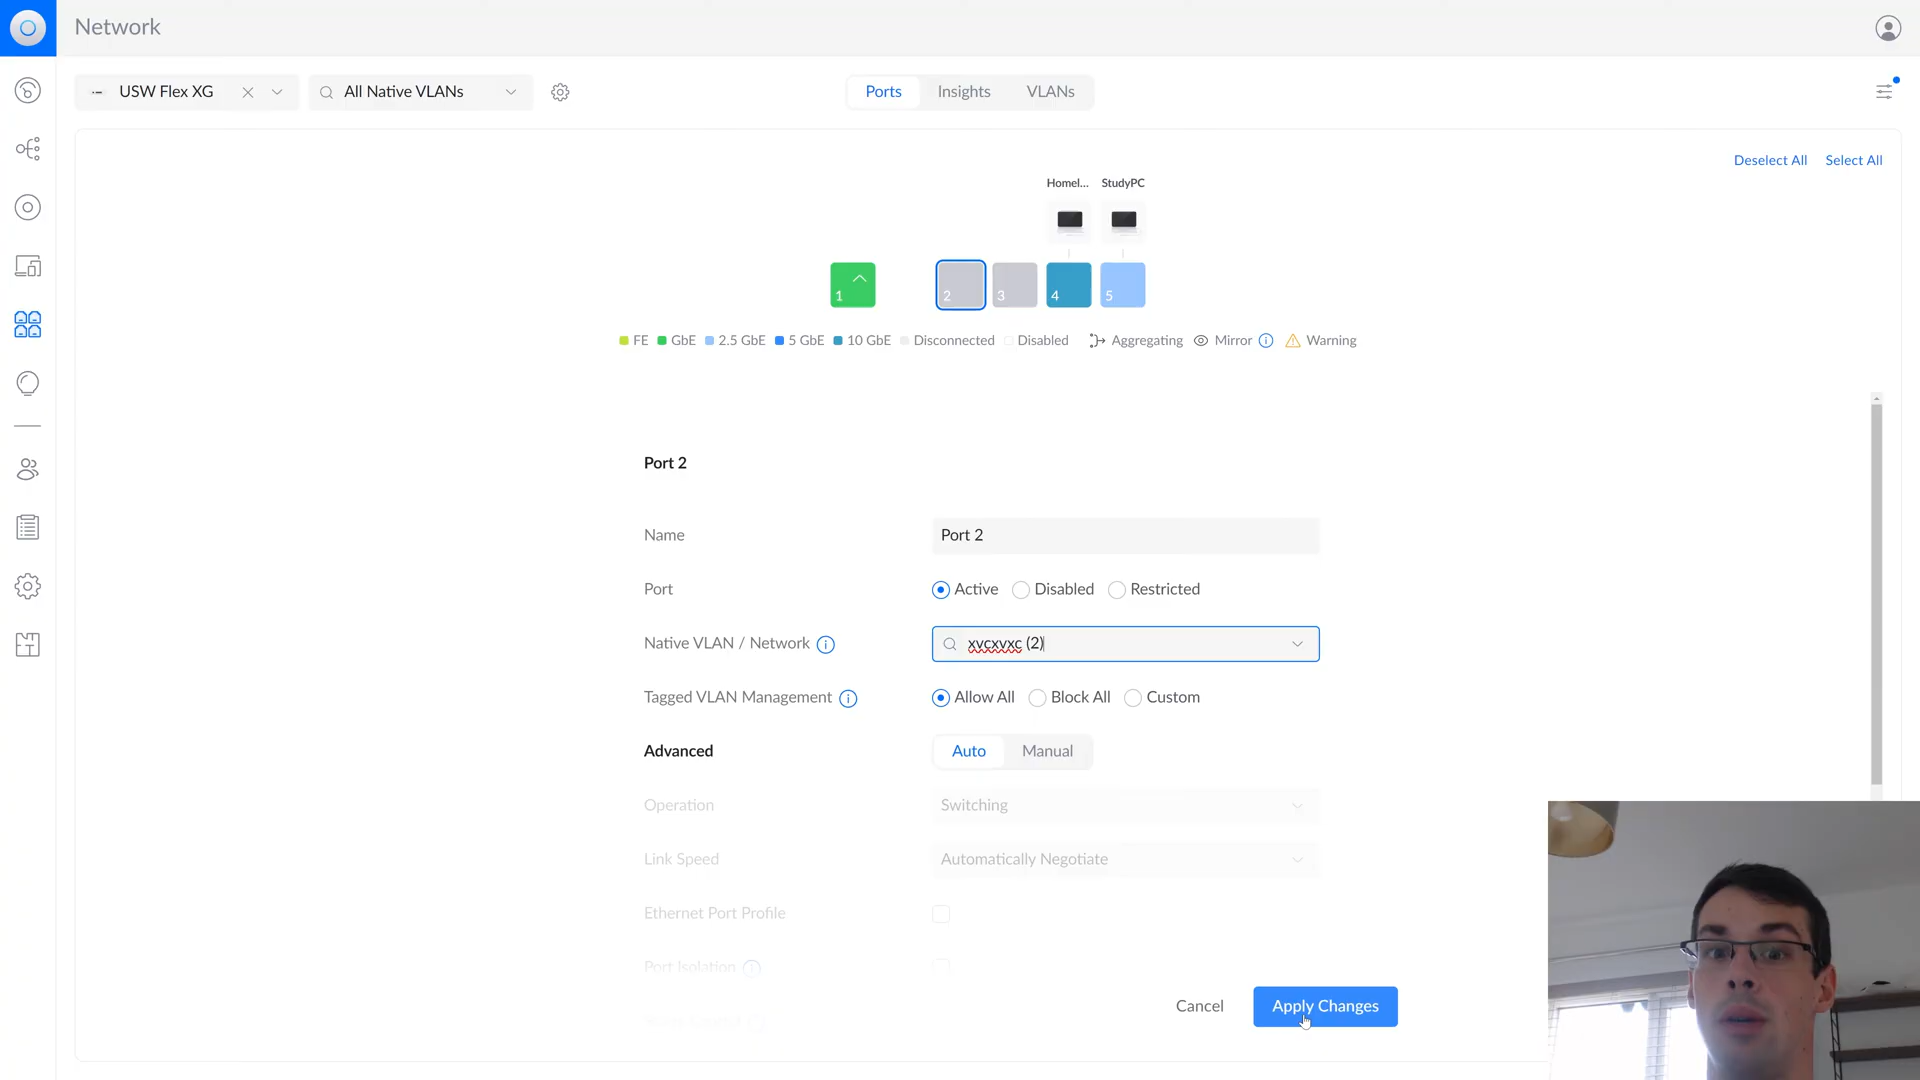 Network
USW Flex XG
All Native VLANs
Ports
Insights
VLANs
Deselect All
Select All
Homel...
StudyPC
1
2
3
4
5
FE
GbE
2.5 GbE
5 GbE
10 GbE
Disconnected
Disabled
Aggregating
Mirror
Warning
Port 2
Name
Port 2
Port
Active
Disabled
Restricted
Native VLAN / Network
xvcxvxc (2)
Tagged VLAN Management
Allow All
Block All
Custom
Advanced
Auto
Manual
Operation
Switching
Link Speed
Automatically Negotiate
Ethernet Port Profile
Port Isolation
Cancel
Apply Changes